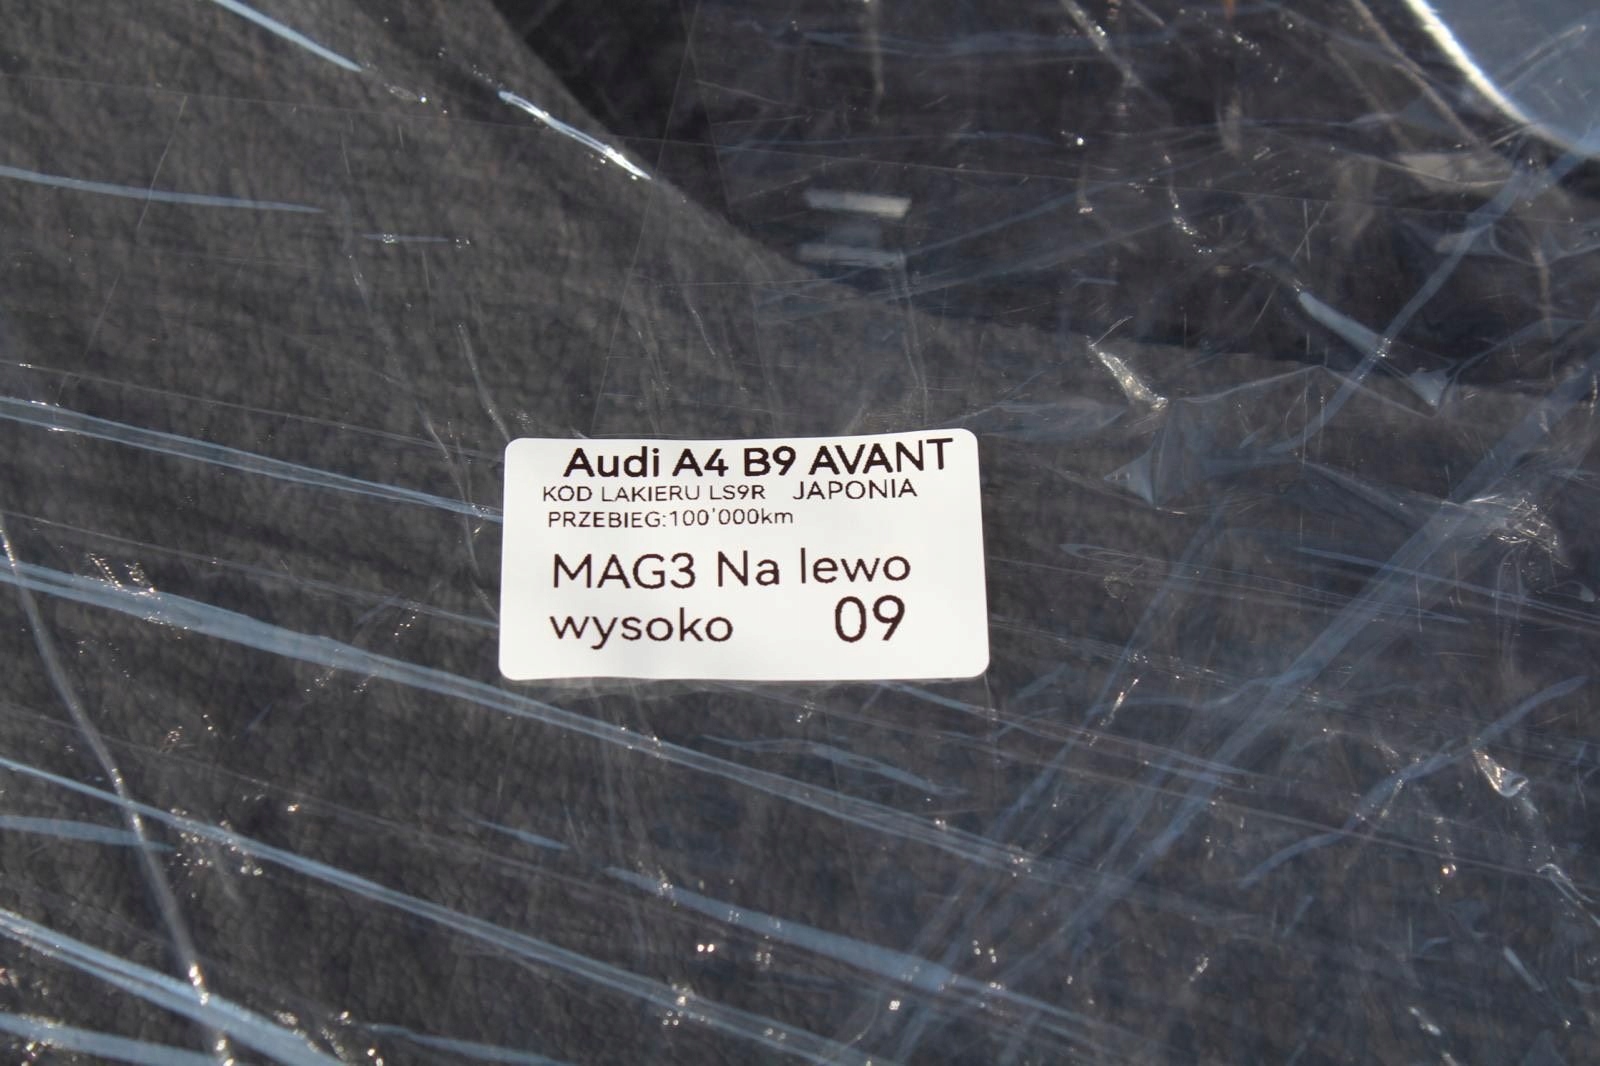 Audi A4 B9 AVANT
KOD LAKIERU LS9R JAPONIA
PRZEBIEG:100'000km
MAG3 Na lewo
wysoko 09